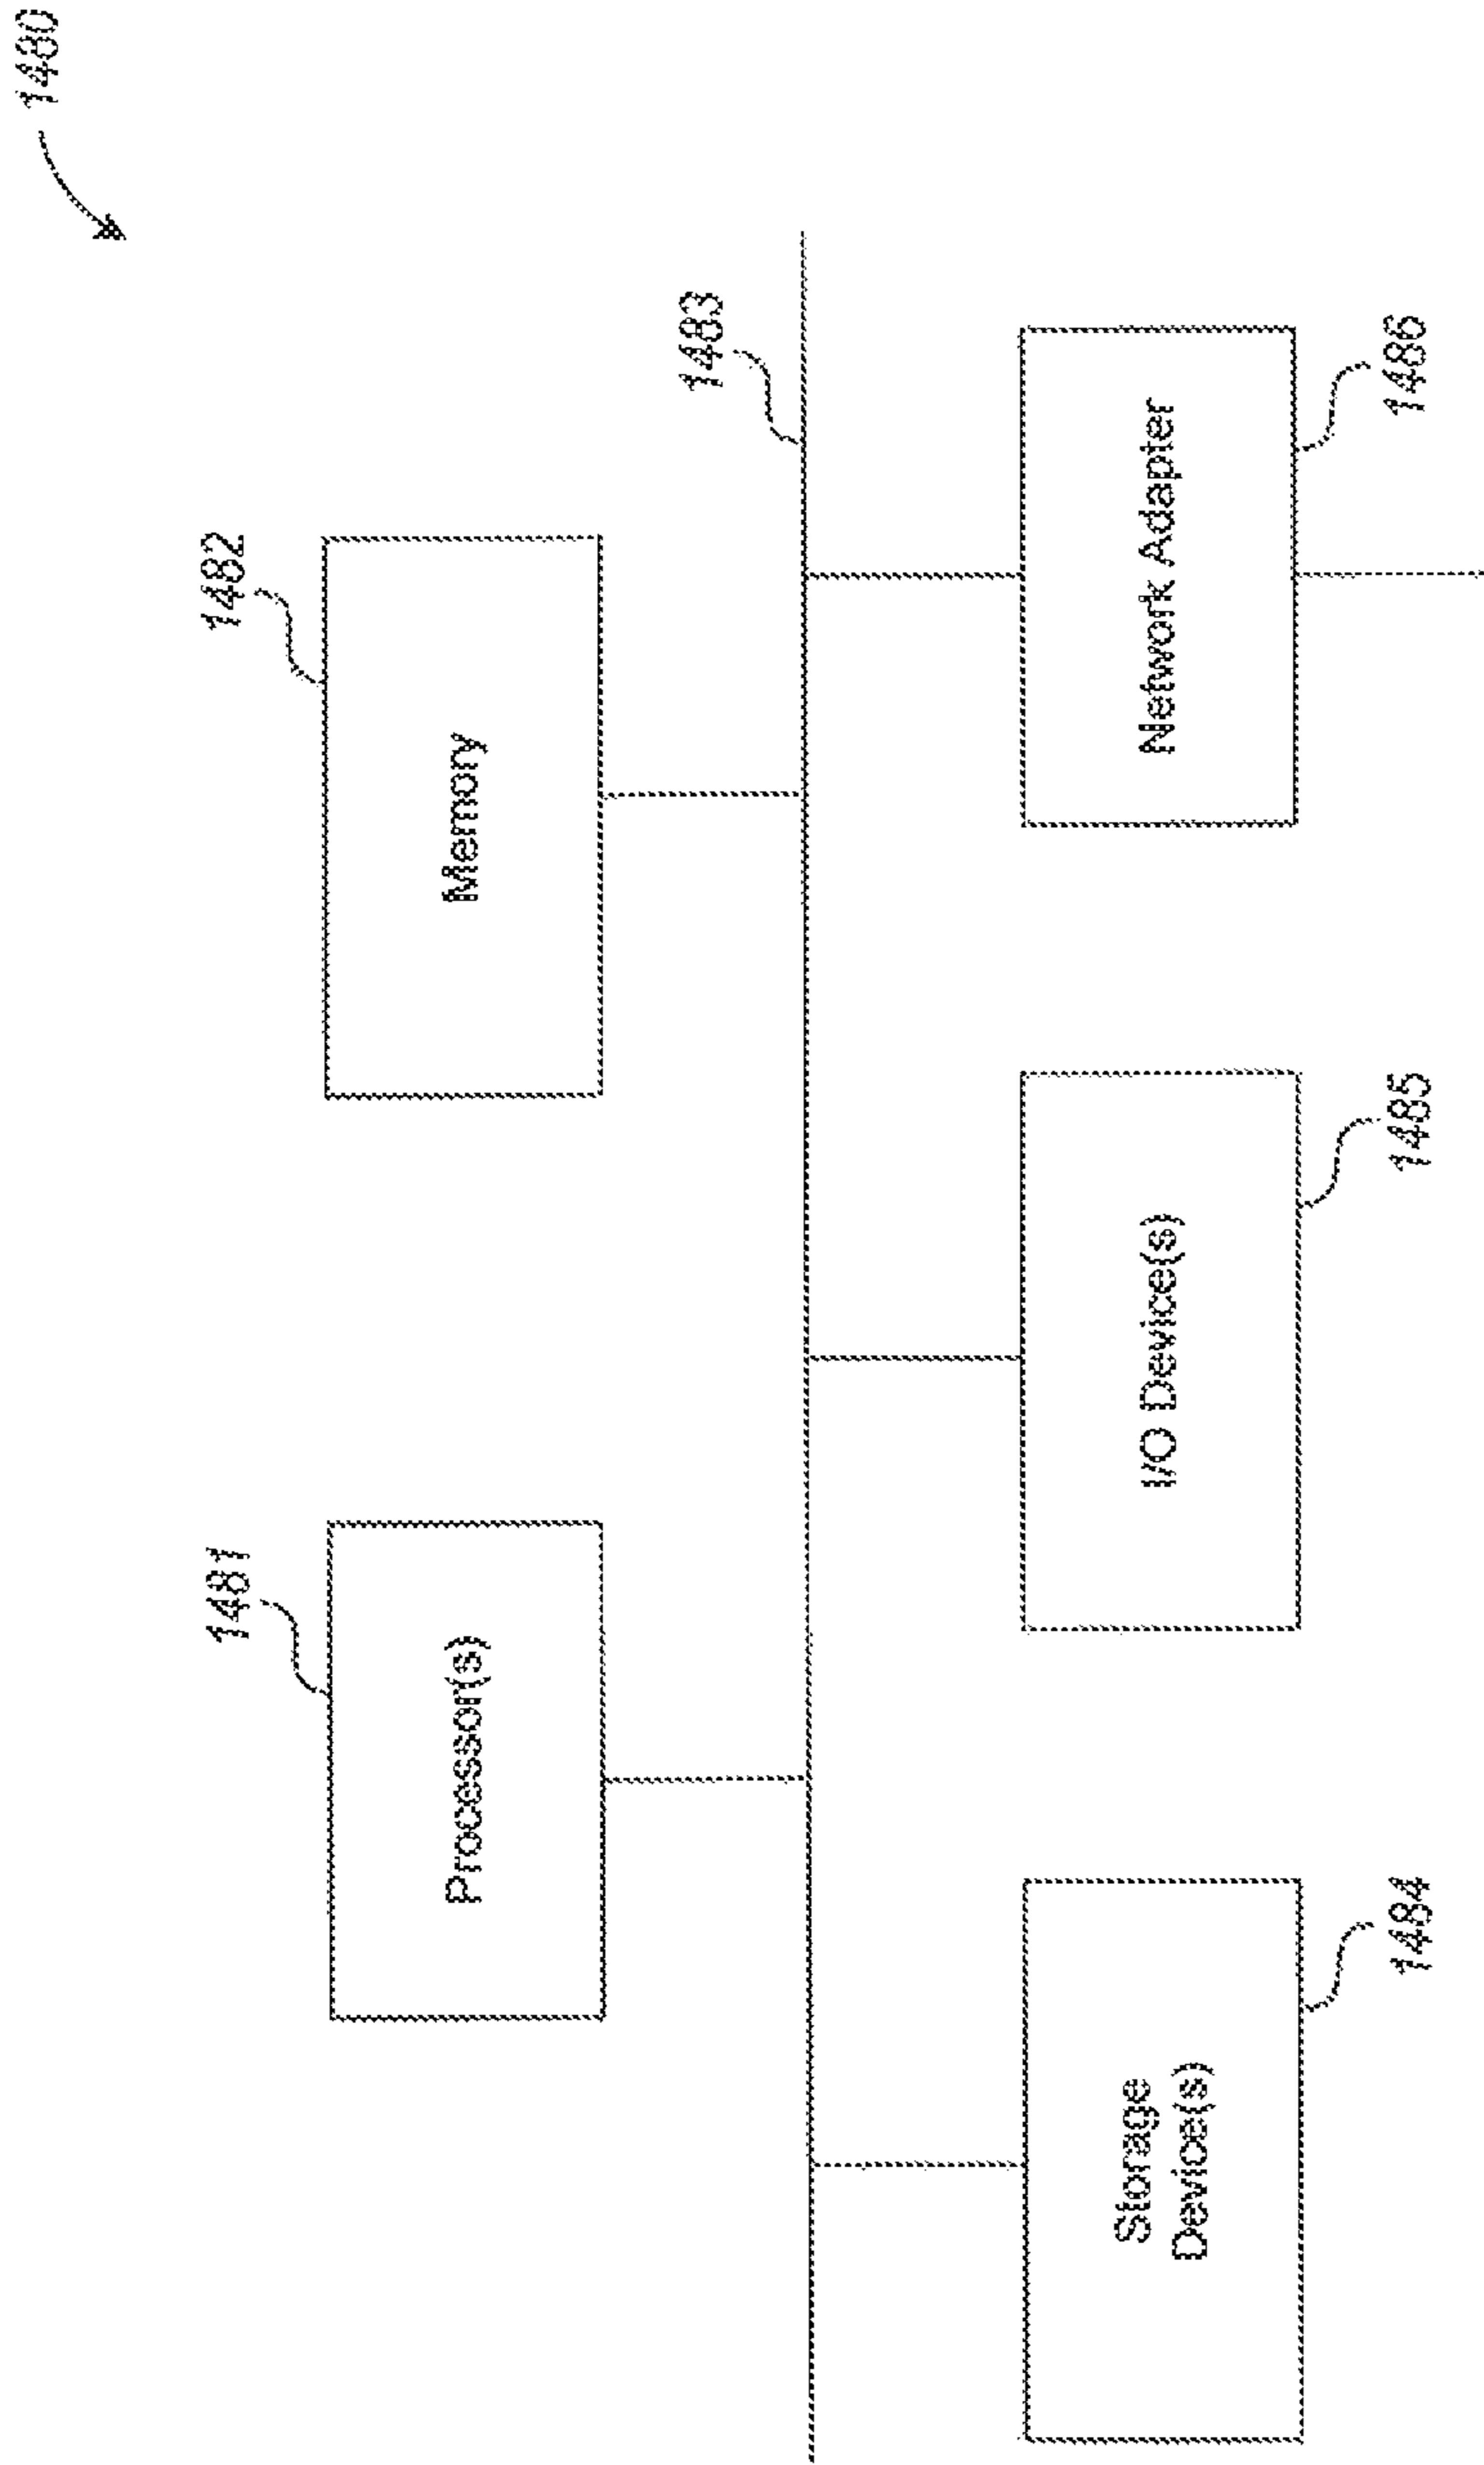 1480
1481
Processor(s)
1482
Memory
1483
Storage
Device(s)
1484
I/O Device(s)
1485
Network Adapter
1486